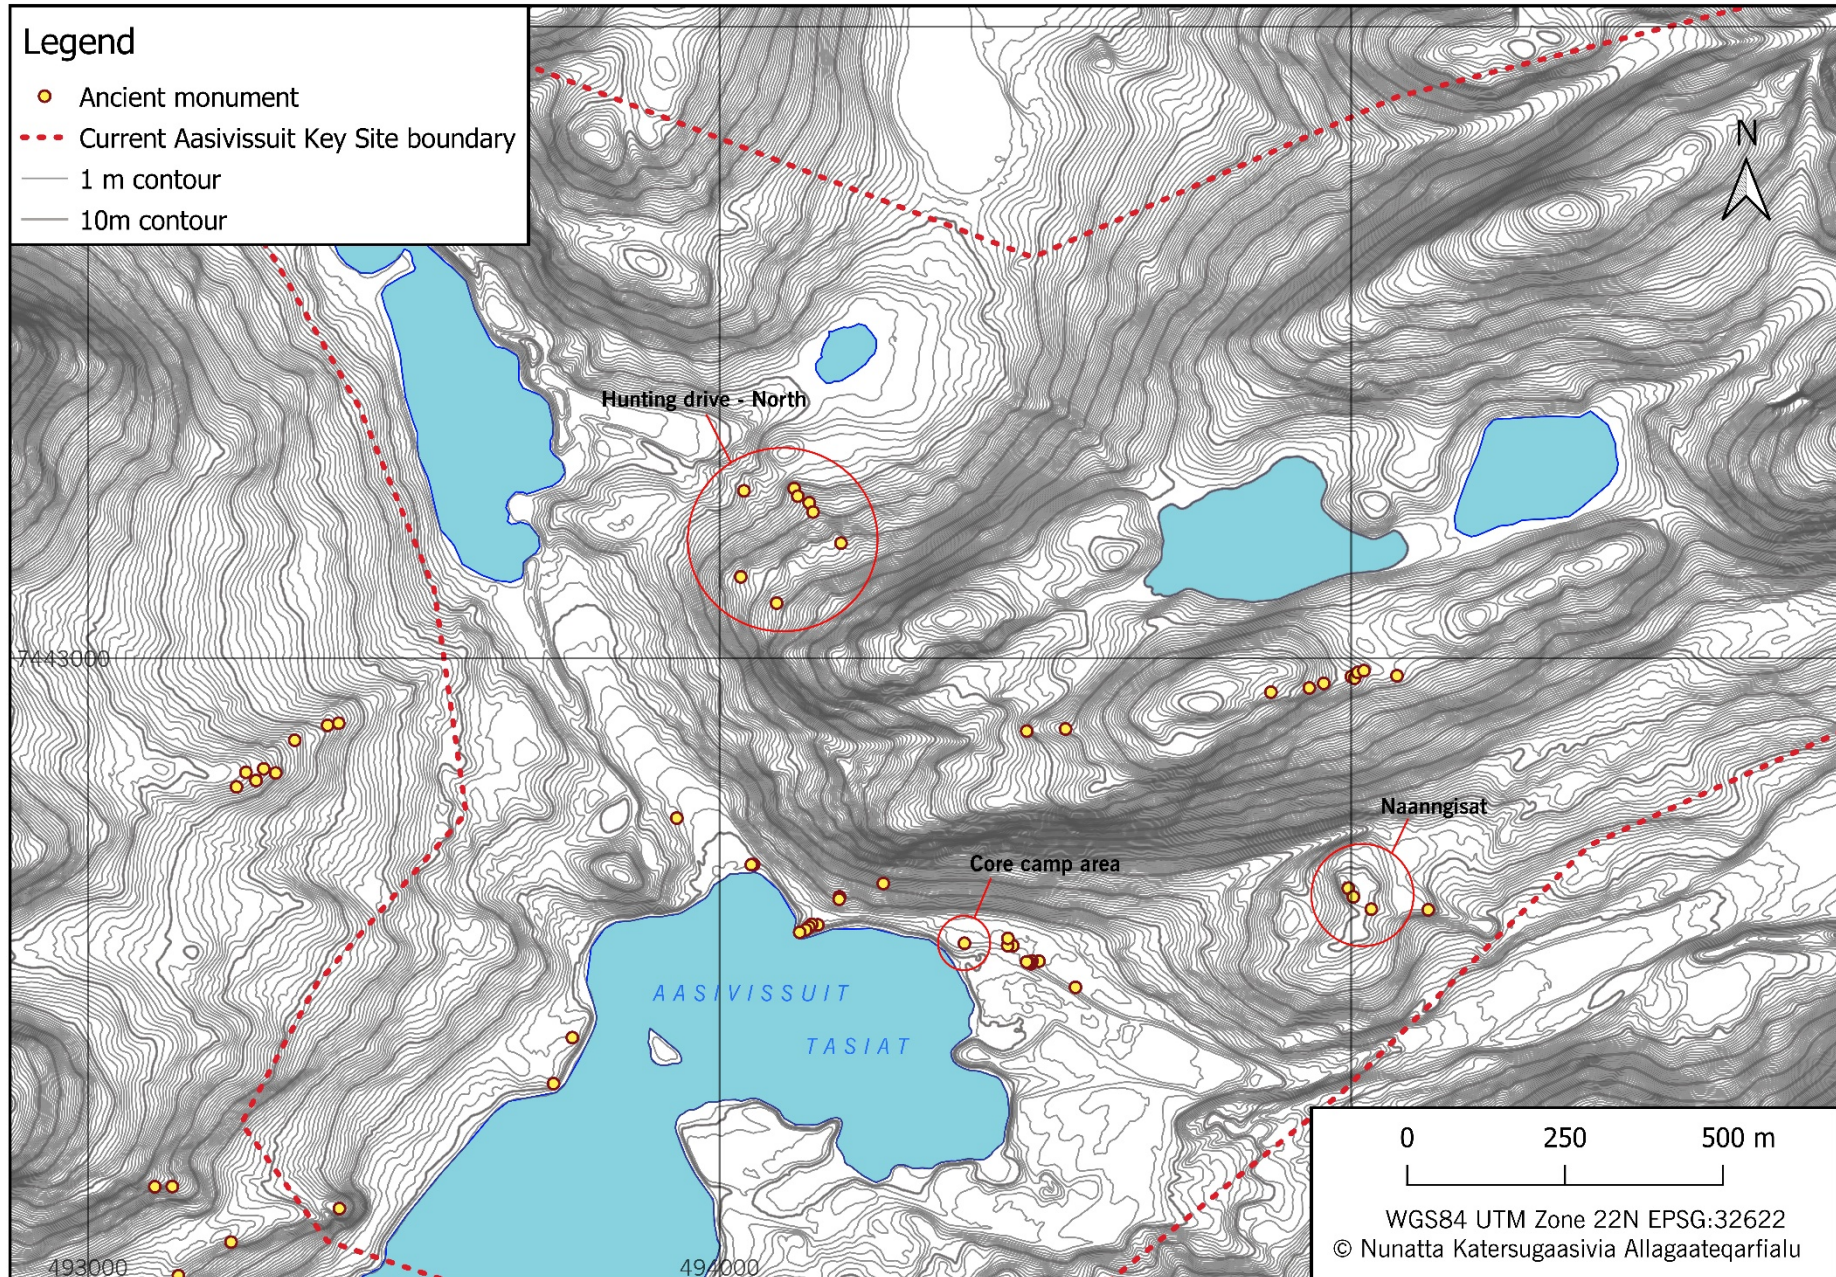 Legend
Ancient monument
Current Aasivissuit Key Site boundary
1 m contour
10m contour
N
Hunting drive - North
7443000
Naanngisat
Core camp area
AASIVISSUIT
TASIAT
0 250 500 m
WGS84 UTM Zone 22N EPSG:32622
© Nunatta Katersugaasivia Allagaateqarfialu
493000 494000